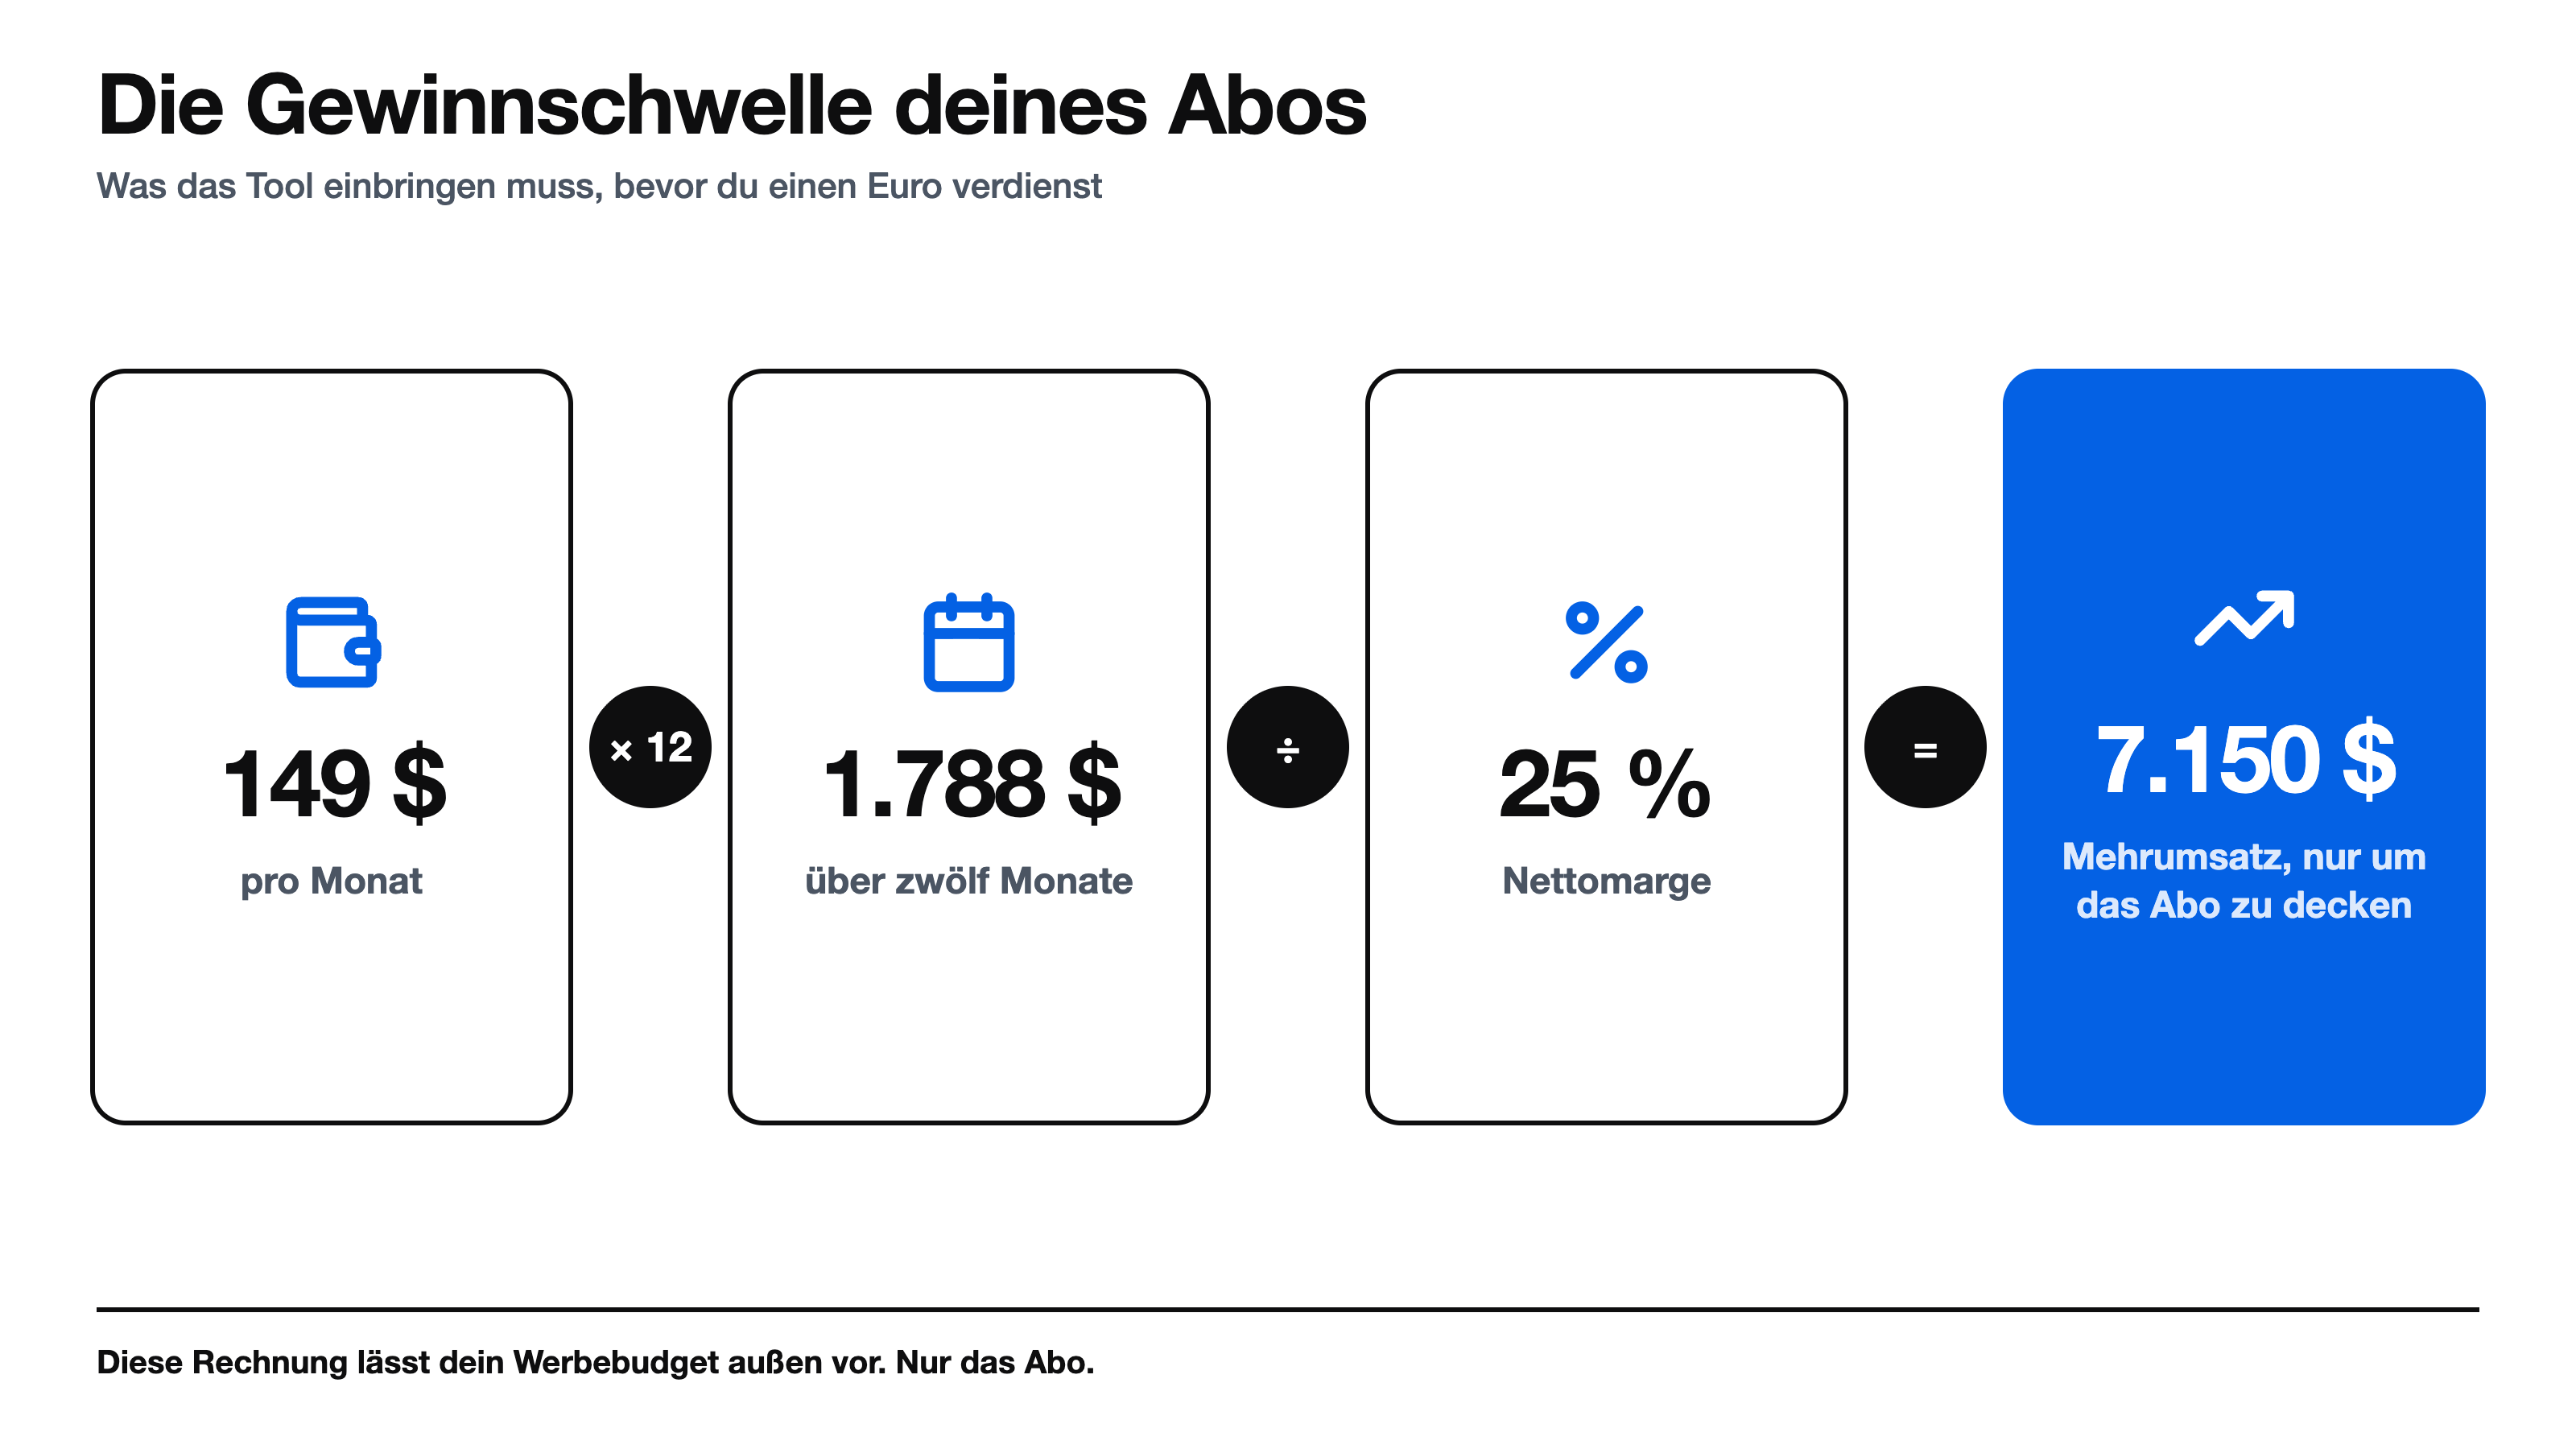 Die Gewinnschwelle deines Abos
Was das Tool einbringen muss, bevor du einen Euro verdienst
149 $
pro Monat
× 12
1.788 $
über zwölf Monate
÷
25 %
Nettomarge
=
7.150 $
Mehrumsatz, nur um
das Abo zu decken
Diese Rechnung lässt dein Werbebudget außen vor. Nur das Abo.